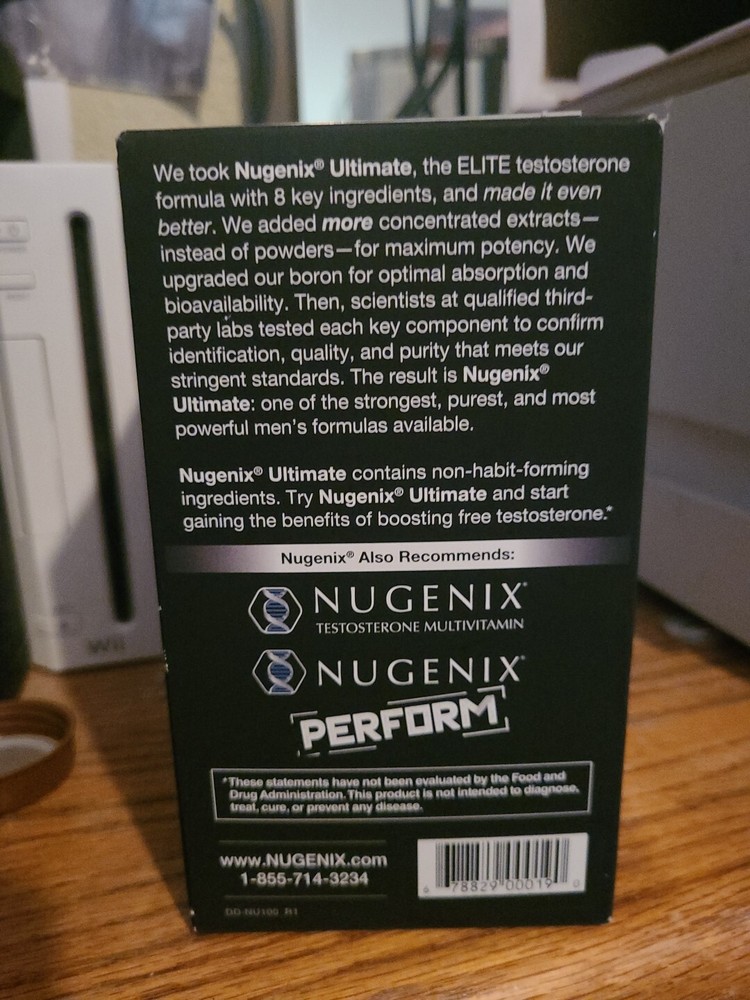 We took Nugenix® Ultimate, the ELITE testosterone
formula with 8 key ingredients, and made it even
better. We added more concentrated extracts—
instead of powders—for maximum potency. We
upgraded our boron for optimal absorption and
bioavailability. Then, scientists at qualified third-
party labs tested each key component to confirm
identification, quality, and purity that meets our
stringent standards. The result is Nugenix®
Ultimate: one of the strongest, purest, and most
powerful men's formulas available.
Nugenix® Ultimate contains non-habit-forming
ingredients. Try Nugenix® Ultimate and start
gaining the benefits of boosting free testosterone.*
Nugenix® Also Recommends:
NUGENIX®
TESTOSTERONE MULTIVITAMIN
NUGENIX®
PERFORM
*These statements have not been evaluated by the Food and
Drug Administration. This product is not intended to diagnose,
treat, cure, or prevent any disease.
www.NUGENIX.com
1-855-714-3234
6 78829 00019 0
DD-NU100 R1
Wii